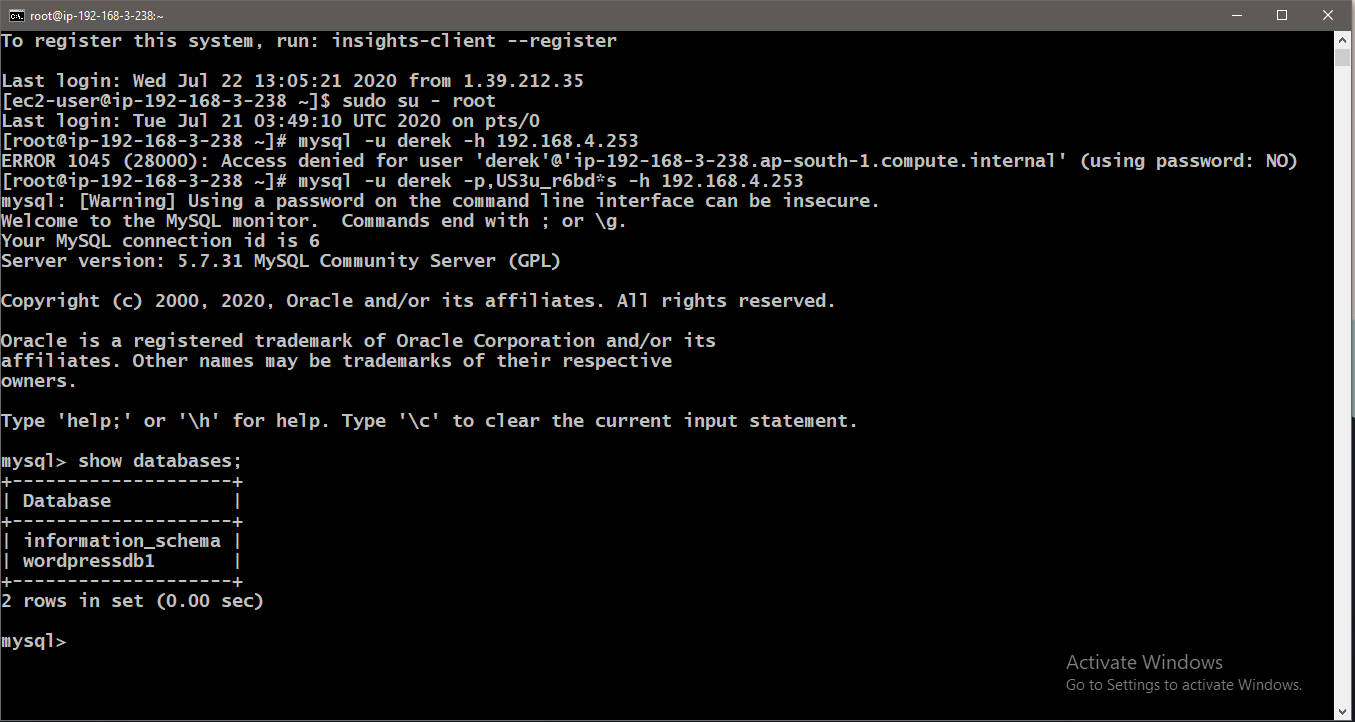 root@ip-192-168-3-238:~
To register this system, run: insights-client --register
Last login: Wed Jul 22 13:05:21 2020 from 1.39.212.35
[ec2-user@ip-192-168-3-238 ~]$ sudo su - root
Last login: Tue Jul 21 03:49:10 UTC 2020 on pts/0
[root@ip-192-168-3-238 ~]# mysql -u derek -h 192.168.4.253
ERROR 1045 (28000): Access denied for user 'derek'@'ip-192-168-3-238.ap-south-1.compute.internal' (using password: NO)
[root@ip-192-168-3-238 ~]# mysql -u derek -p,US3u_r6bd*s -h 192.168.4.253
mysql: [Warning] Using a password on the command line interface can be insecure.
Welcome to the MySQL monitor.  Commands end with ; or \g.
Your MySQL connection id is 6
Server version: 5.7.31 MySQL Community Server (GPL)
Copyright (c) 2000, 2020, Oracle and/or its affiliates. All rights reserved.
Oracle is a registered trademark of Oracle Corporation and/or its
affiliates. Other names may be trademarks of their respective
owners.
Type 'help;' or '\h' for help. Type '\c' to clear the current input statement.
mysql> show databases;
+--------------------+
| Database           |
+--------------------+
| information_schema |
| wordpressdb1       |
+--------------------+
2 rows in set (0.00 sec)
mysql>
Activate Windows
Go to Settings to activate Windows.